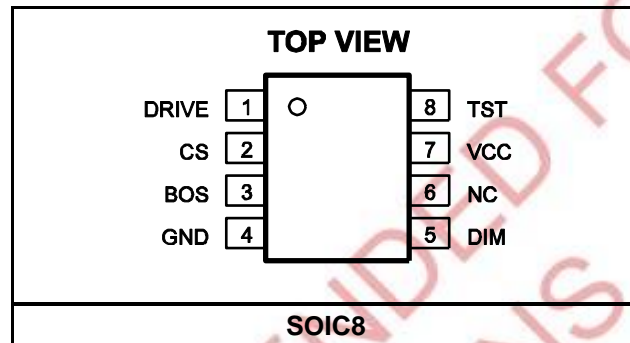 TOP VIEW
DRIVE 1 8 TST
CS 2 7 VCC
BOS 3 6 NC
GND 4 5 DIM
SOIC8